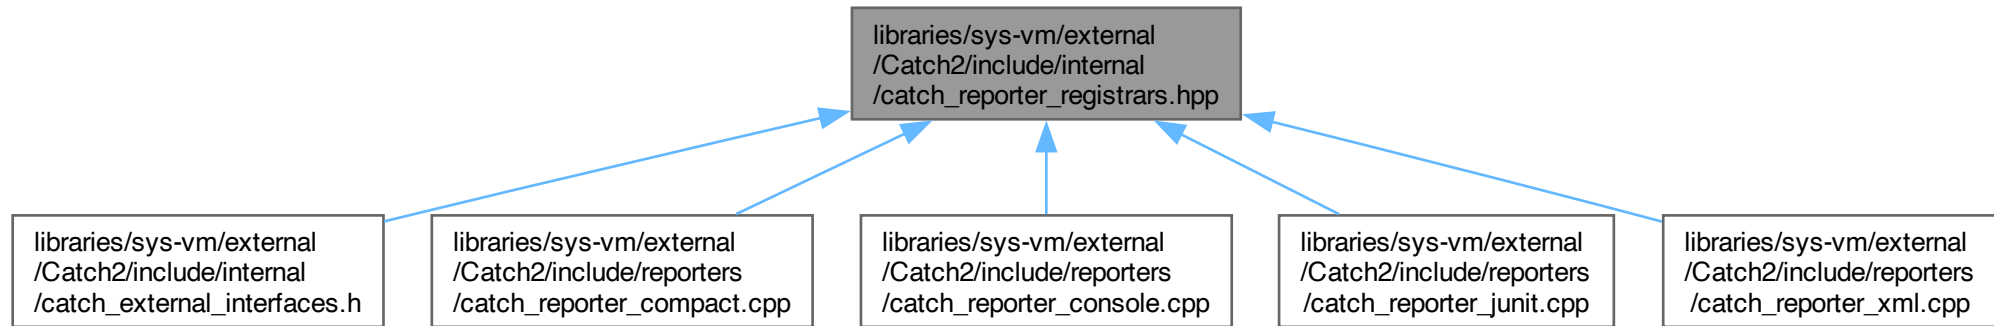 libraries/sys-vm/external
/Catch2/include/internal
/catch_reporter_registrars.hpp
libraries/sys-vm/external
/Catch2/include/internal
/catch_external_interfaces.h
libraries/sys-vm/external
/Catch2/include/reporters
/catch_reporter_compact.cpp
libraries/sys-vm/external
/Catch2/include/reporters
/catch_reporter_console.cpp
libraries/sys-vm/external
/Catch2/include/reporters
/catch_reporter_junit.cpp
libraries/sys-vm/external
/Catch2/include/reporters
/catch_reporter_xml.cpp